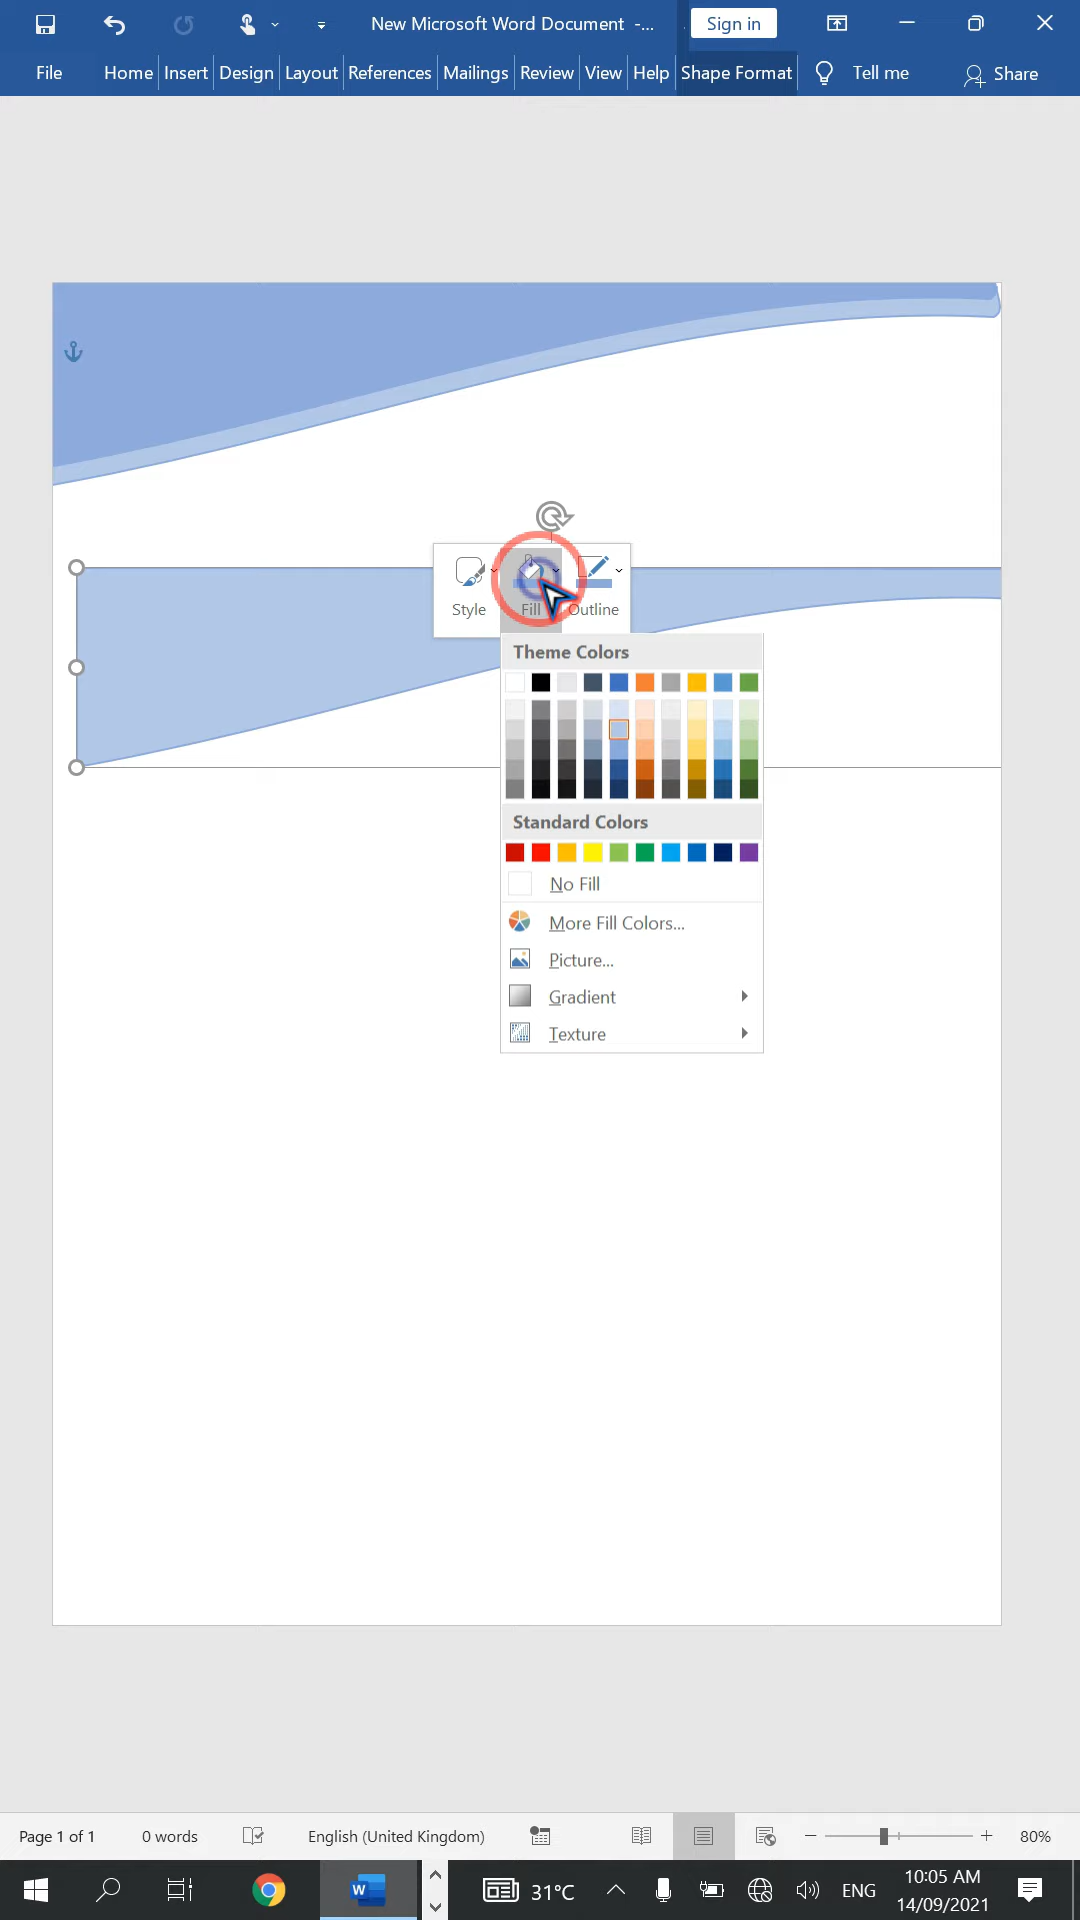 New Microsoft Word Document -...
Sign in
File Home Insert Design Layout References Mailings Review View Help Shape Format Tell me Share
Style Fill Outline
Theme Colors
Standard Colors
No Fill
More Fill Colors...
Picture...
Gradient
Texture
Page 1 of 1 0 words English (United Kingdom) 80%
W 31°C ENG 10:05 AM
14/09/2021